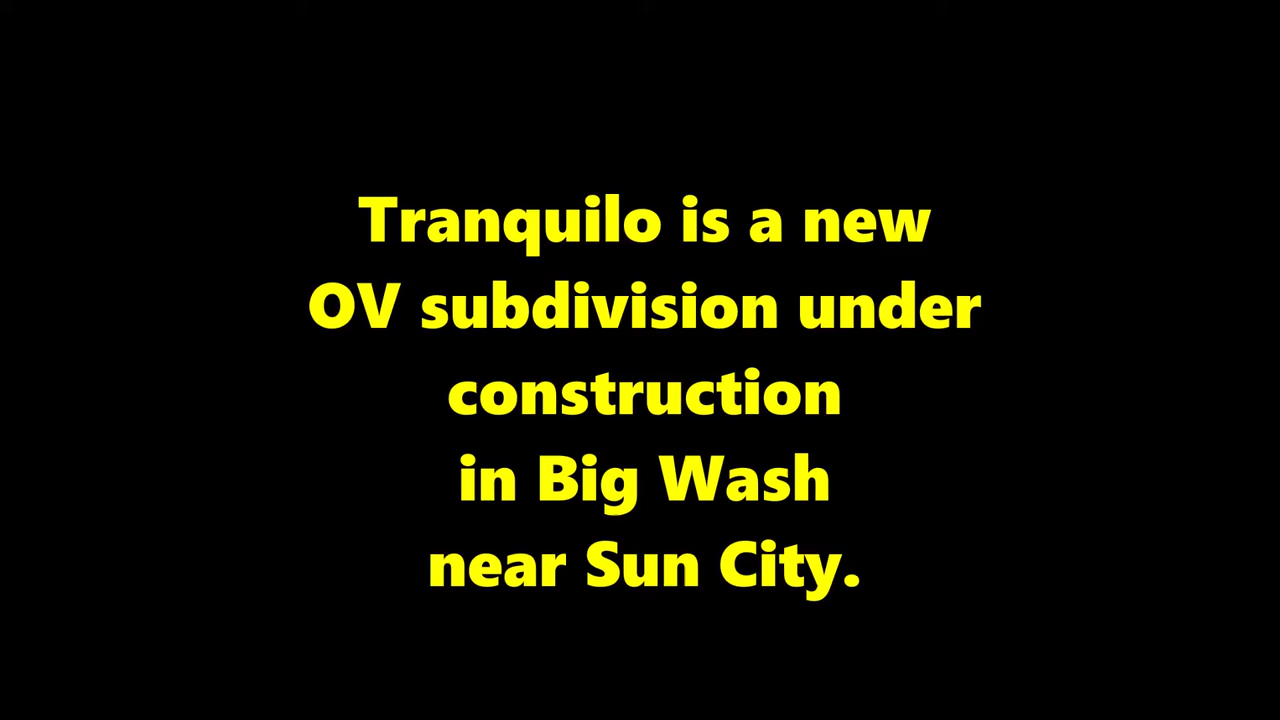 Tranquilo is a new
OV subdivision under
construction
in Big Wash
near Sun City.